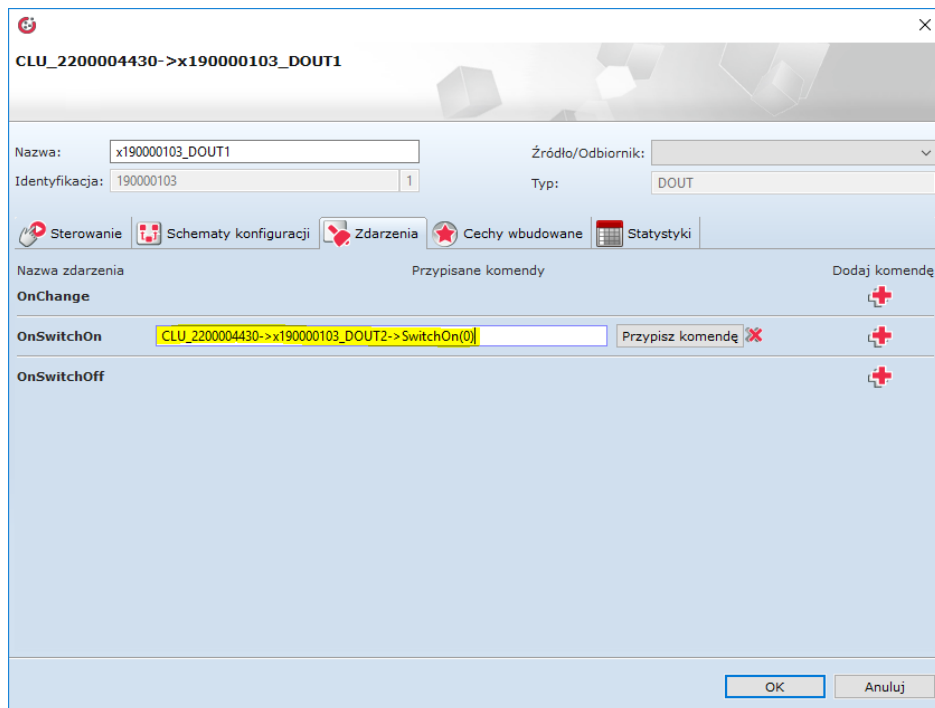 CLU_2200004430->x190000103_DOUT1
Nazwa: x190000103_DOUT1 Źródło/Odbiornik:
Identyfikacja: 190000103 1 Typ: DOUT
Sterowanie Schematy konfiguracji Zdarzenia Cechy wbudowane Statystyki
Nazwa zdarzenia Przypisane komendy Dodaj komendę
OnChange
OnSwitchOn CLU_2200004430->x190000103_DOUT2->SwitchOn(0) Przypisz komendę
OnSwitchOff
OK Anuluj